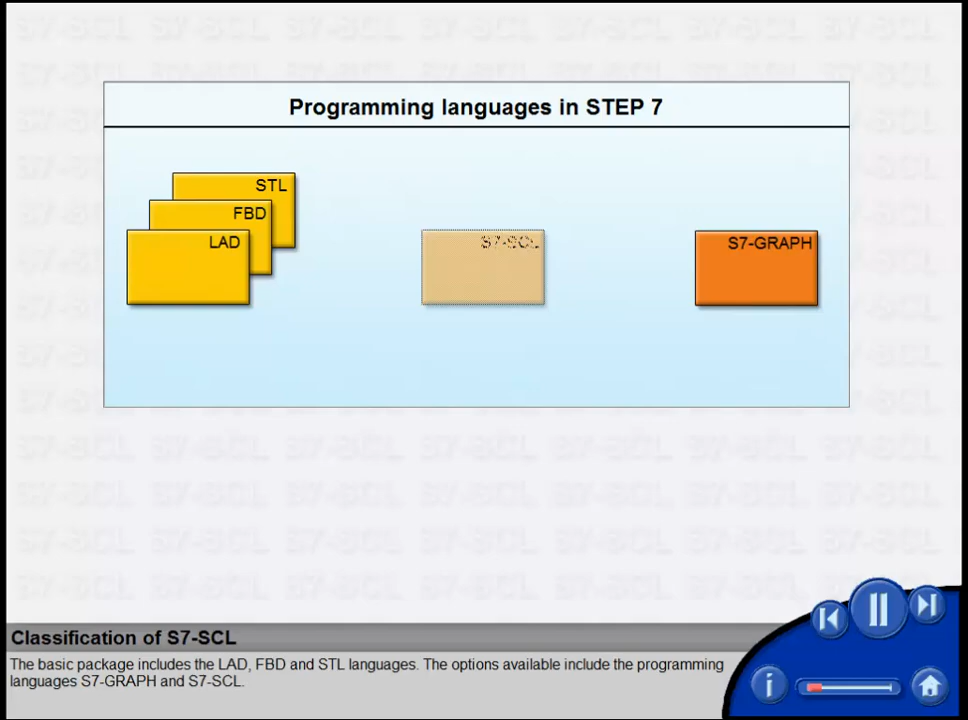 Programming languages in STEP 7
STL
FBD
LAD
S7-SCL
S7-GRAPH
Classification of S7-SCL
The basic package includes the LAD, FBD and STL languages. The options available include the programming
languages S7-GRAPH and S7-SCL.